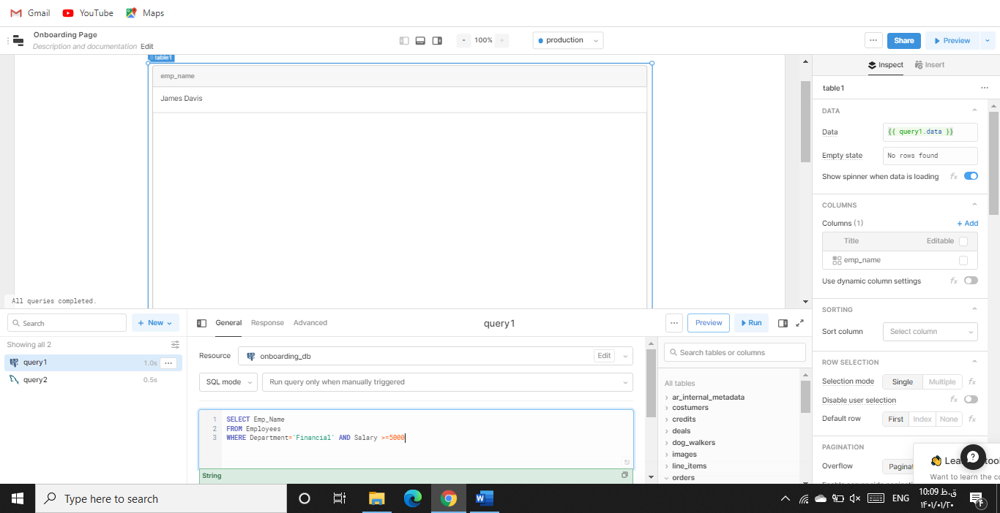 Gmail YouTube Maps
Onboarding Page
Description and documentation Edit
- 100% +
production
Share
Preview
table1
emp_name
James Davis
All queries completed.
Inspect Insert
table1
DATA
Data {{ query1.data }}
Empty state No rows found
Show spinner when data is loading fx
COLUMNS
Columns (1) + Add
Title Editable
emp_name
Use dynamic column settings fx
SORTING
Sort column Select column
ROW SELECTION
Selection mode Single Multiple fx
Disable user selection fx
Default row First Index None fx
PAGINATION
Overflow
Want to learn the
Search + New
Showing all 2
query1 1.0s
query2 0.5s
General Response Advanced query1 Preview Run
Resource onboarding_db Edit
SQL mode Run query only when manually triggered
1 SELECT Emp_Name
2 FROM Employees
3 WHERE Department='Financial' AND Salary >=5000
String
Search tables or columns
All tables
ar_internal_metadata
costumers
credits
deals
dog_walkers
images
line_items
orders
Type here to search
ENG
10:09 ق.ظ
۱۴۰۱/۰۱/۲۰
۴